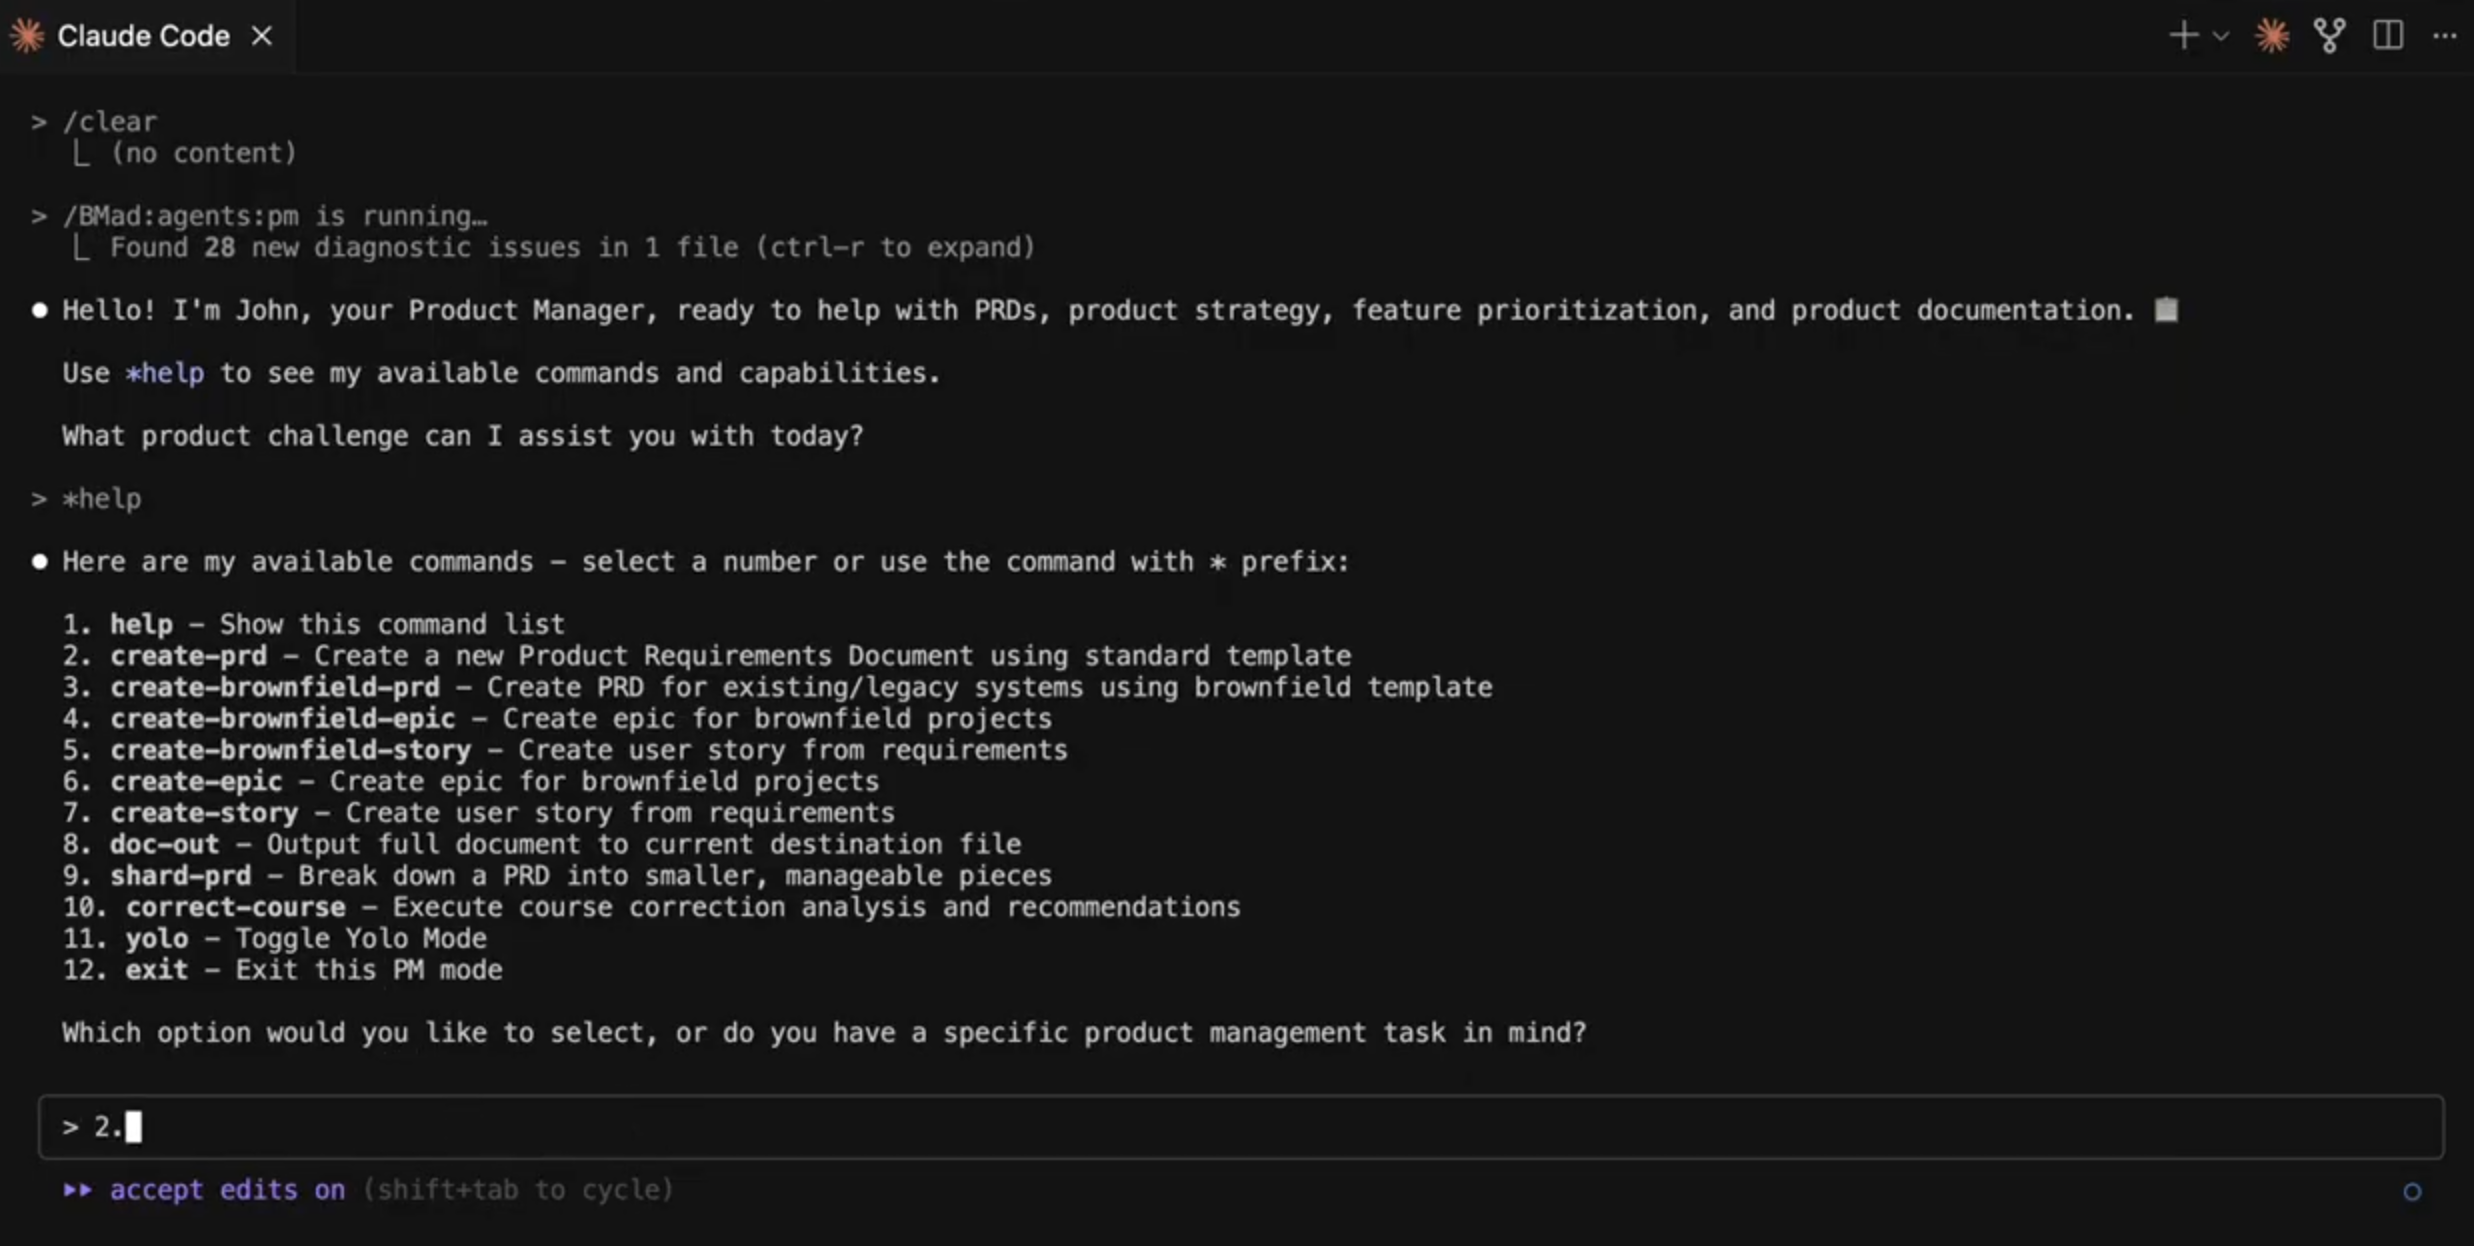 Claude Code
> /clear
(no content)
> /BMad:agents:pm is running…
Found 28 new diagnostic issues in 1 file (ctrl-r to expand)
● Hello! I'm John, your Product Manager, ready to help with PRDs, product strategy, feature prioritization, and product documentation. 📋
Use *help to see my available commands and capabilities.
What product challenge can I assist you with today?
> *help
● Here are my available commands - select a number or use the command with * prefix:
1. help - Show this command list
2. create-prd - Create a new Product Requirements Document using standard template
3. create-brownfield-prd - Create PRD for existing/legacy systems using brownfield template
4. create-brownfield-epic - Create epic for brownfield projects
5. create-brownfield-story - Create user story from requirements
6. create-epic - Create epic for brownfield projects
7. create-story - Create user story from requirements
8. doc-out - Output full document to current destination file
9. shard-prd - Break down a PRD into smaller, manageable pieces
10. correct-course - Execute course correction analysis and recommendations
11. yolo - Toggle Yolo Mode
12. exit - Exit this PM mode
Which option would you like to select, or do you have a specific product management task in mind?
> 2.
accept edits on (shift+tab to cycle)